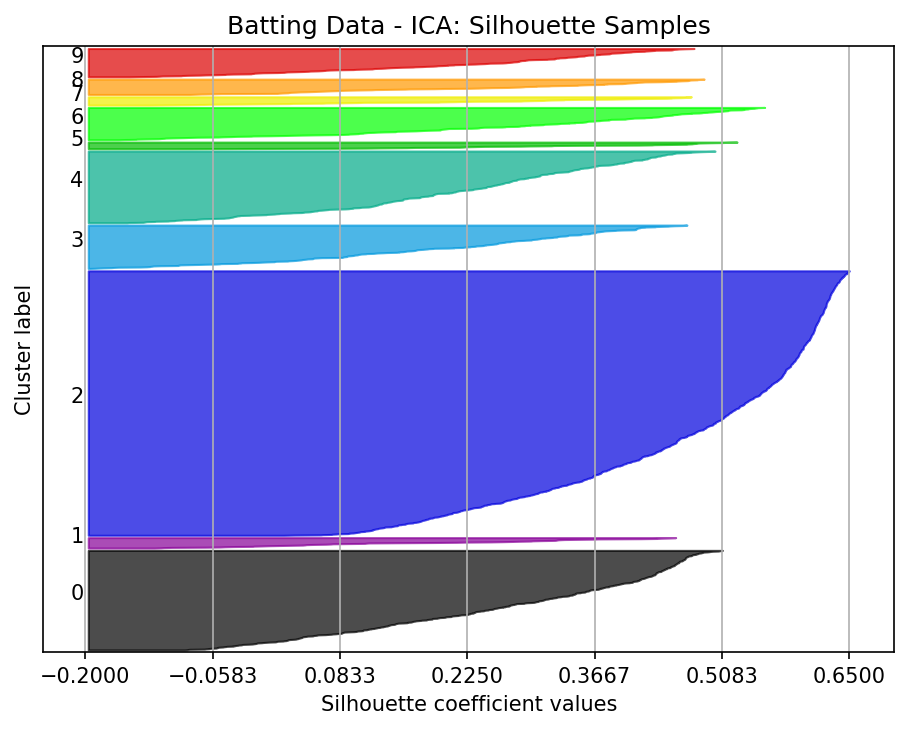 Batting Data - ICA: Silhouette Samples
9
8
7
6
5
4
3
2
1
0
Cluster label
−0.2000 −0.0583 0.0833 0.2250 0.3667 0.5083 0.6500
Silhouette coefficient values